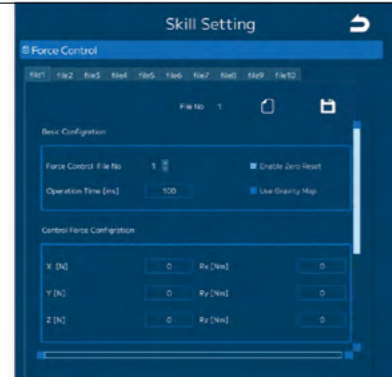 Skill Setting
Force Control
file1 file2 file3 file4 file5 file6 file7 file8 file9 file10
File No 1
Basic Configration
Force Control File No 1 Enable Zero Reset
Operation Time [ms] 100 Use Gravity Map
Control Force Configration
X [N] 0 Rx [Nm] 0
Y [N] 0 Ry [Nm] 0
Z [N] 0 Rz [Nm] 0